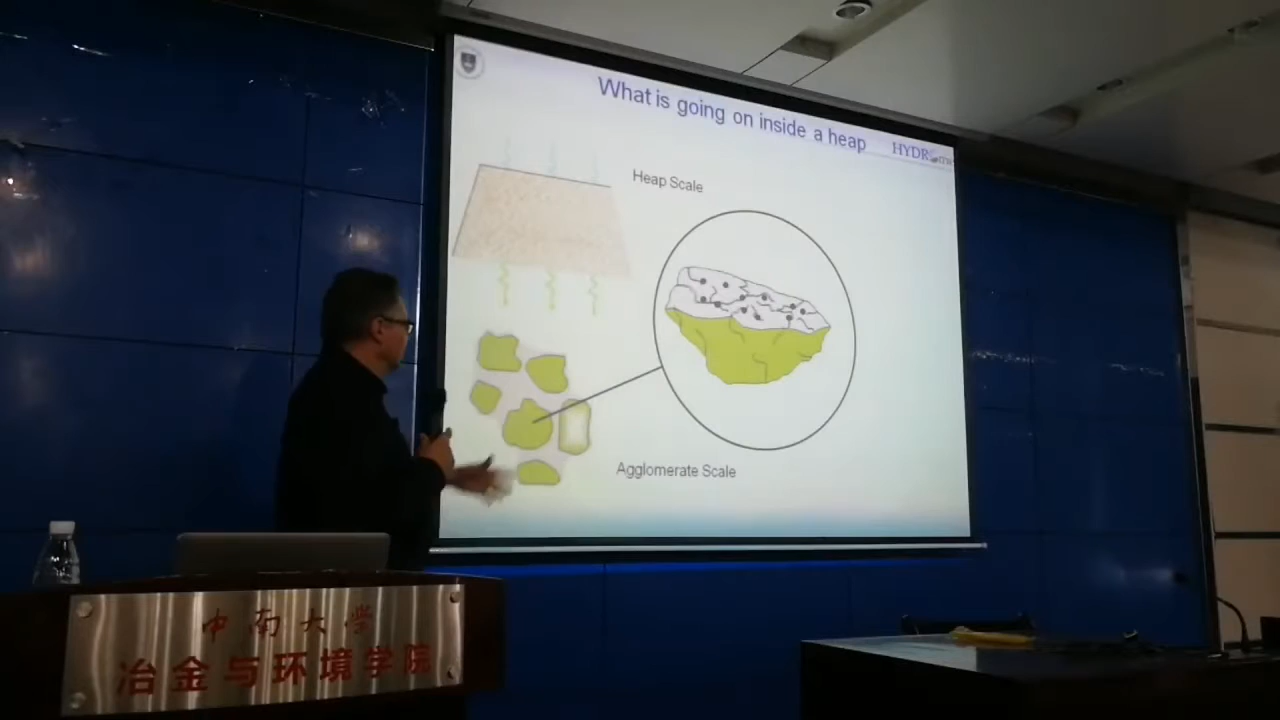 What is going on inside a heap
HYDR
Heap Scale
Agglomerate Scale
中南大学
冶金与环境学院